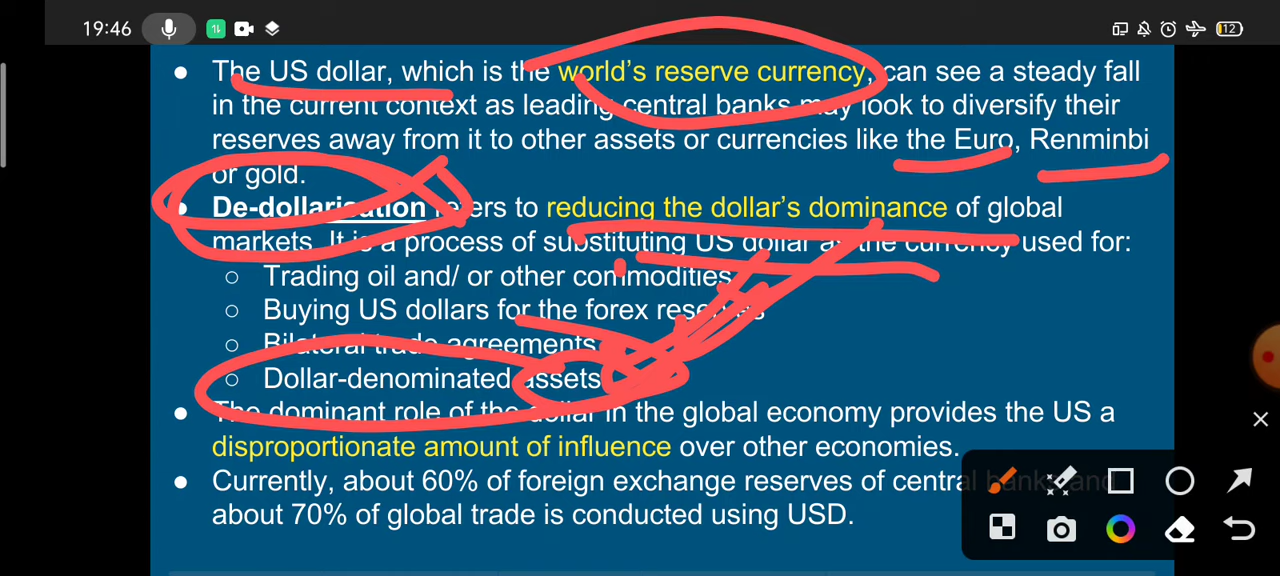 19:46
12
● The US dollar, which is the world's reserve currency, can see a steady fall
in the current context as leading central banks may look to diversify their
reserves away from it to other assets or currencies like the Euro, Renminbi
or gold.
● De-dollarisation refers to reducing the dollar's dominance of global
markets. It is a process of substituting US dollar as the currency used for:
○ Trading oil and/ or other commodities
○ Buying US dollars for the forex reserves
○ Bilateral trade agreements
○ Dollar-denominated assets
● The dominant role of the dollar in the global economy provides the US a
disproportionate amount of influence over other economies.
● Currently, about 60% of foreign exchange reserves of central banks and
about 70% of global trade is conducted using USD.